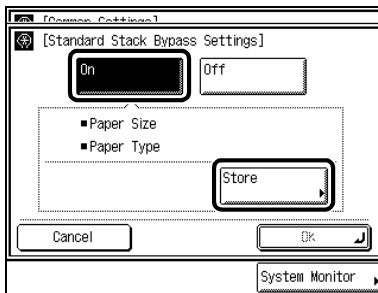 [Common Settings]
[Standard Stack Bypass Settings]
On
Off
■Paper Size
■Paper Type
Store
Cancel
OK
System Monitor